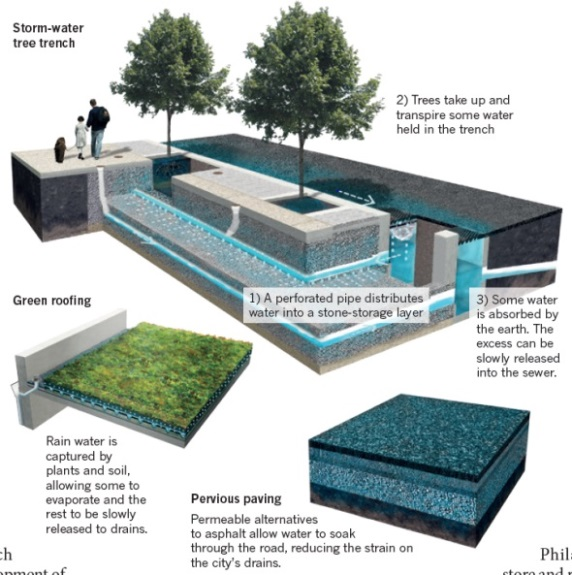 Storm-water
tree trench
2) Trees take up and
transpire some water
held in the trench
1) A perforated pipe distributes
water into a stone-storage layer
3) Some water
is absorbed by
the earth. The
excess can be
slowly released
into the sewer.
Green roofing
Rain water is
captured by
plants and soil,
allowing some to
evaporate and the
rest to be slowly
released to drains.
Pervious paving
Permeable alternatives
to asphalt allow water to soak
through the road, reducing the strain on
the city's drains.